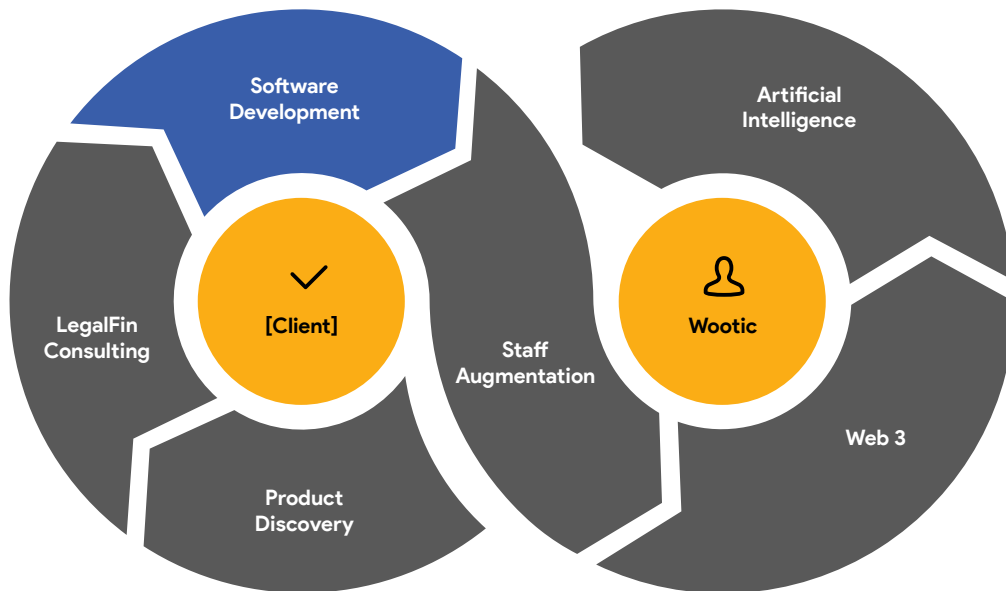 Software
Development
Artificial
Intelligence
LegalFin
Consulting
[Client]
Staff
Augmentation
Wootic
Web 3
Product
Discovery